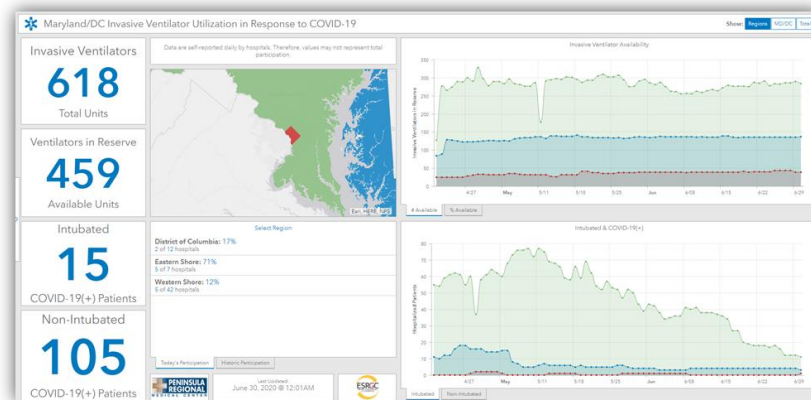 Maryland/DC Invasive Ventilator Utilization in Response to COVID-19
Show: Regions MD/DC Total
Invasive Ventilators
618
Total Units
Ventilators in Reserve
459
Available Units
Intubated
15
COVID-19(+) Patients
Non-Intubated
105
COVID-19(+) Patients
Data are self-reported daily by hospitals. Therefore, values may not represent total
participation.
Esri, HERE, NPS
Select Region
District of Columbia: 17%
2 of 12 hospitals
Eastern Shore: 71%
5 of 7 hospitals
Western Shore: 12%
5 of 42 hospitals
Today's Participation Historic Participation
PENINSULA
REGIONAL
MEDICAL CENTER
Last Updated:
June 30, 2020 @ 12:01AM
ESRGC
Invasive Ventilator Availability
Invasive Ventilators in Reserve
350
300
250
200
150
100
50
0
4/27 May 5/11 5/18 5/25 Jun 6/08 6/15 6/22 6/29
# Available % Available
Intubated & COVID-19(+)
Hospitalized Patients
80
70
60
50
40
30
20
10
0
4/27 May 5/11 5/18 5/25 Jun 6/08 6/15 6/22 6/29
Intubated Non-Intubated